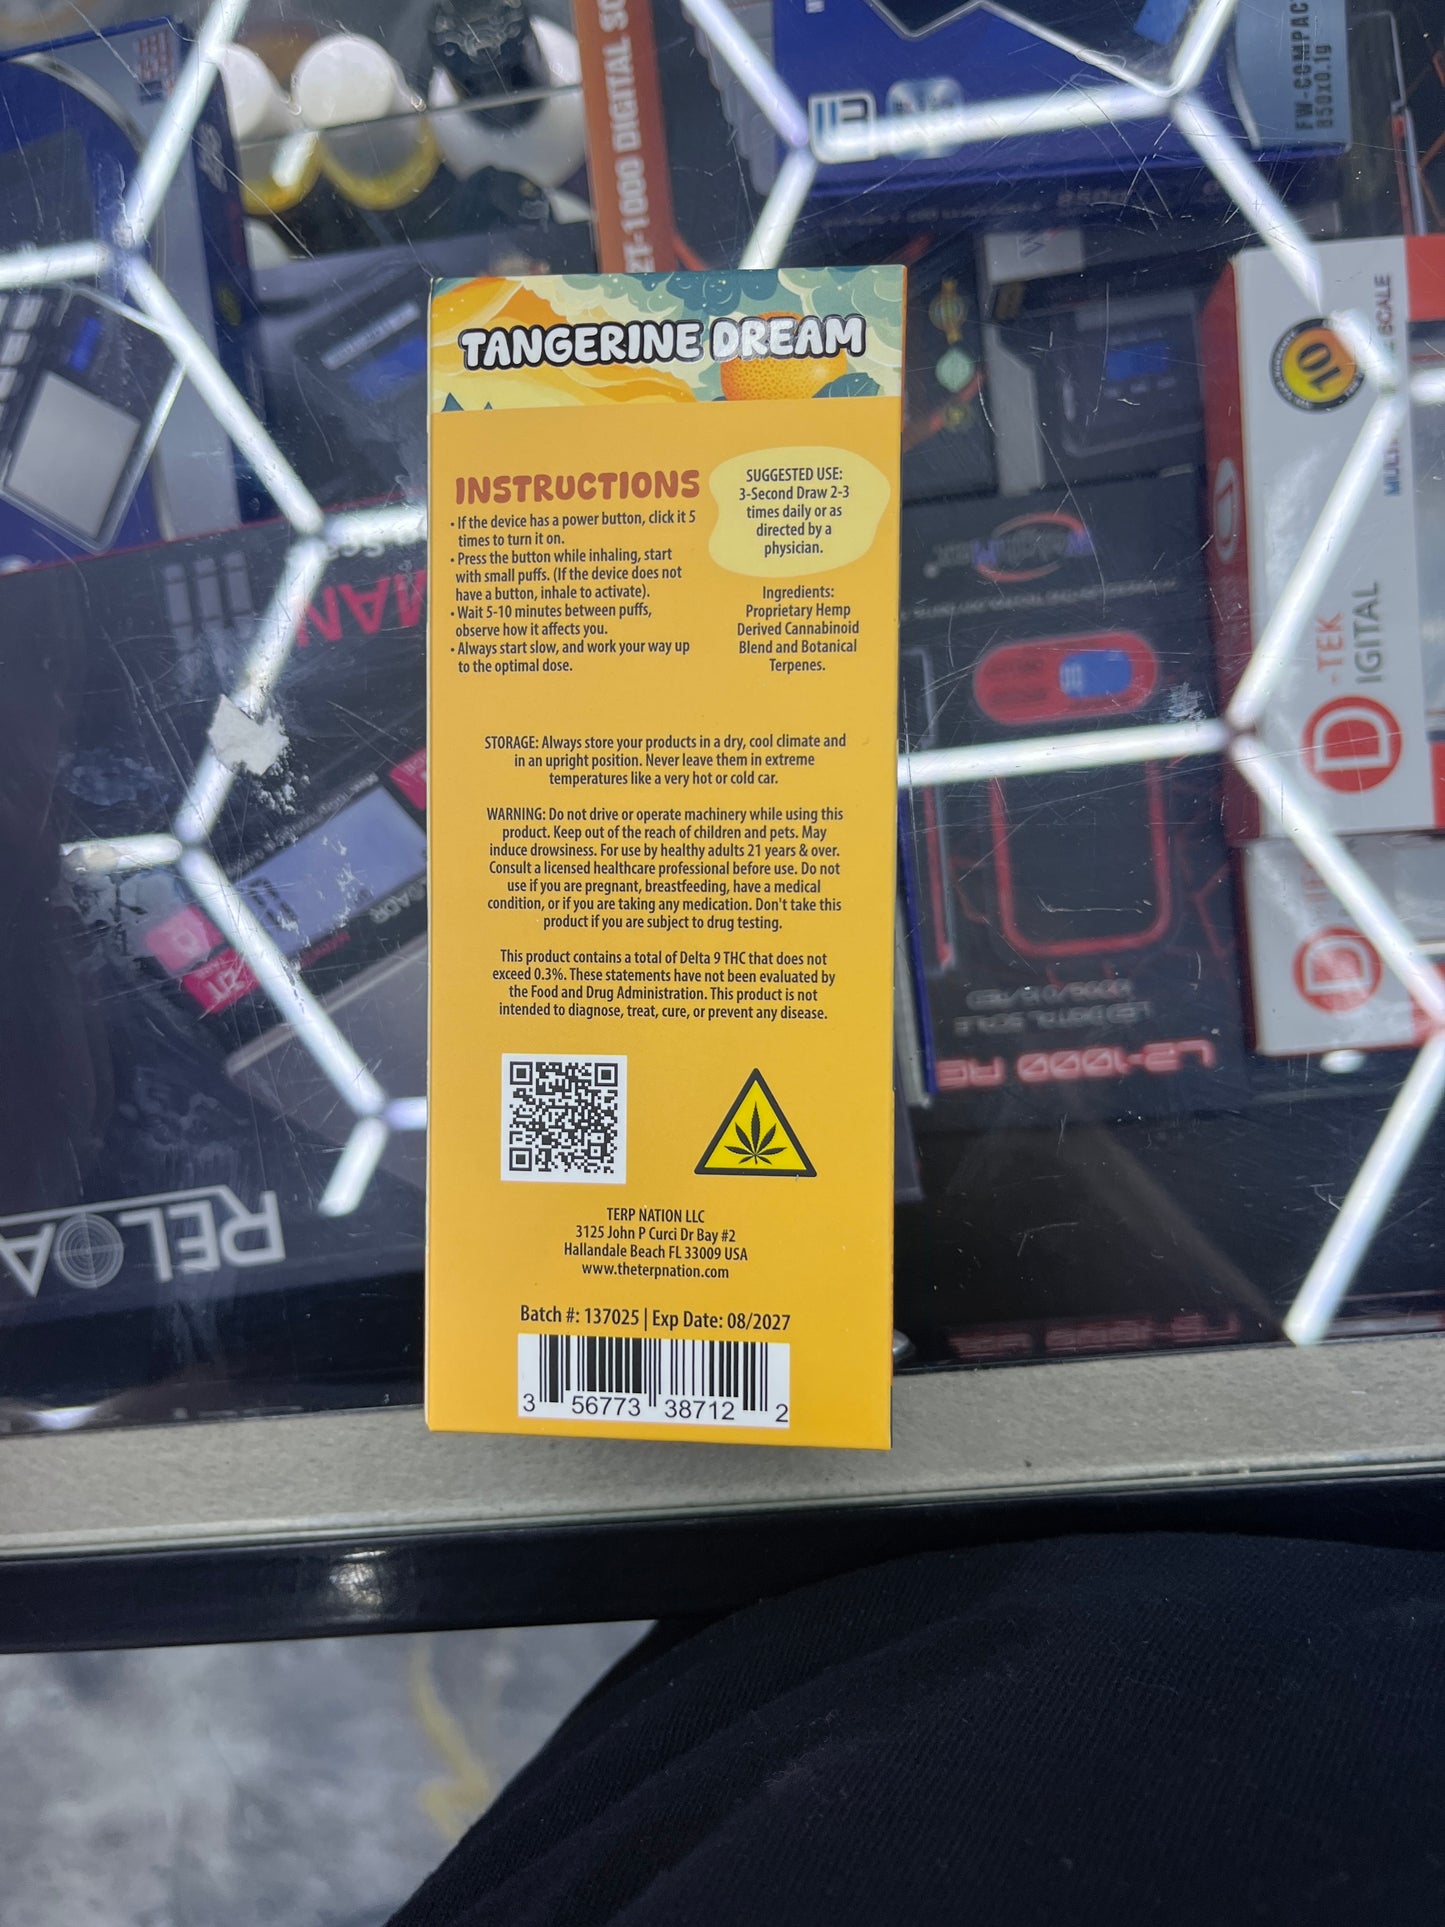 ZT-1000 DIGITAL SC
FW-COMPAC
850x0.1g
TANGERINE DREAM
INSTRUCTIONS
• If the device has a power button, click it 5
times to turn it on.
• Press the button while inhaling, start
with small puffs. (If the device does not
have a button, inhale to activate).
• Wait 5-10 minutes between puffs,
observe how it affects you.
• Always start slow, and work your way up
to the optimal dose.
SUGGESTED USE:
3-Second Draw 2-3
times daily or as
directed by a
physician.
Ingredients:
Proprietary Hemp
Derived Cannabinoid
Blend and Botanical
Terpenes.
STORAGE: Always store your products in a dry, cool climate and
in an upright position. Never leave them in extreme
temperatures like a very hot or cold car.
WARNING: Do not drive or operate machinery while using this
product. Keep out of the reach of children and pets. May
induce drowsiness. For use by healthy adults 21 years & over.
Consult a licensed healthcare professional before use. Do not
use if you are pregnant, breastfeeding, have a medical
condition, or if you are taking any medication. Don't take this
product if you are subject to drug testing.
This product contains a total of Delta 9 THC that does not
exceed 0.3%. These statements have not been evaluated by
the Food and Drug Administration. This product is not
intended to diagnose, treat, cure, or prevent any disease.
TERP NATION LLC
3125 John P Curci Dr Bay #2
Hallandale Beach FL 33009 USA
www.theterpnation.com
Batch #: 137025 | Exp Date: 08/2027
3 56773 38712 2
10
SCALE
D-TEK
DIGITAL
LED DIGITAL SCALE
RELOA